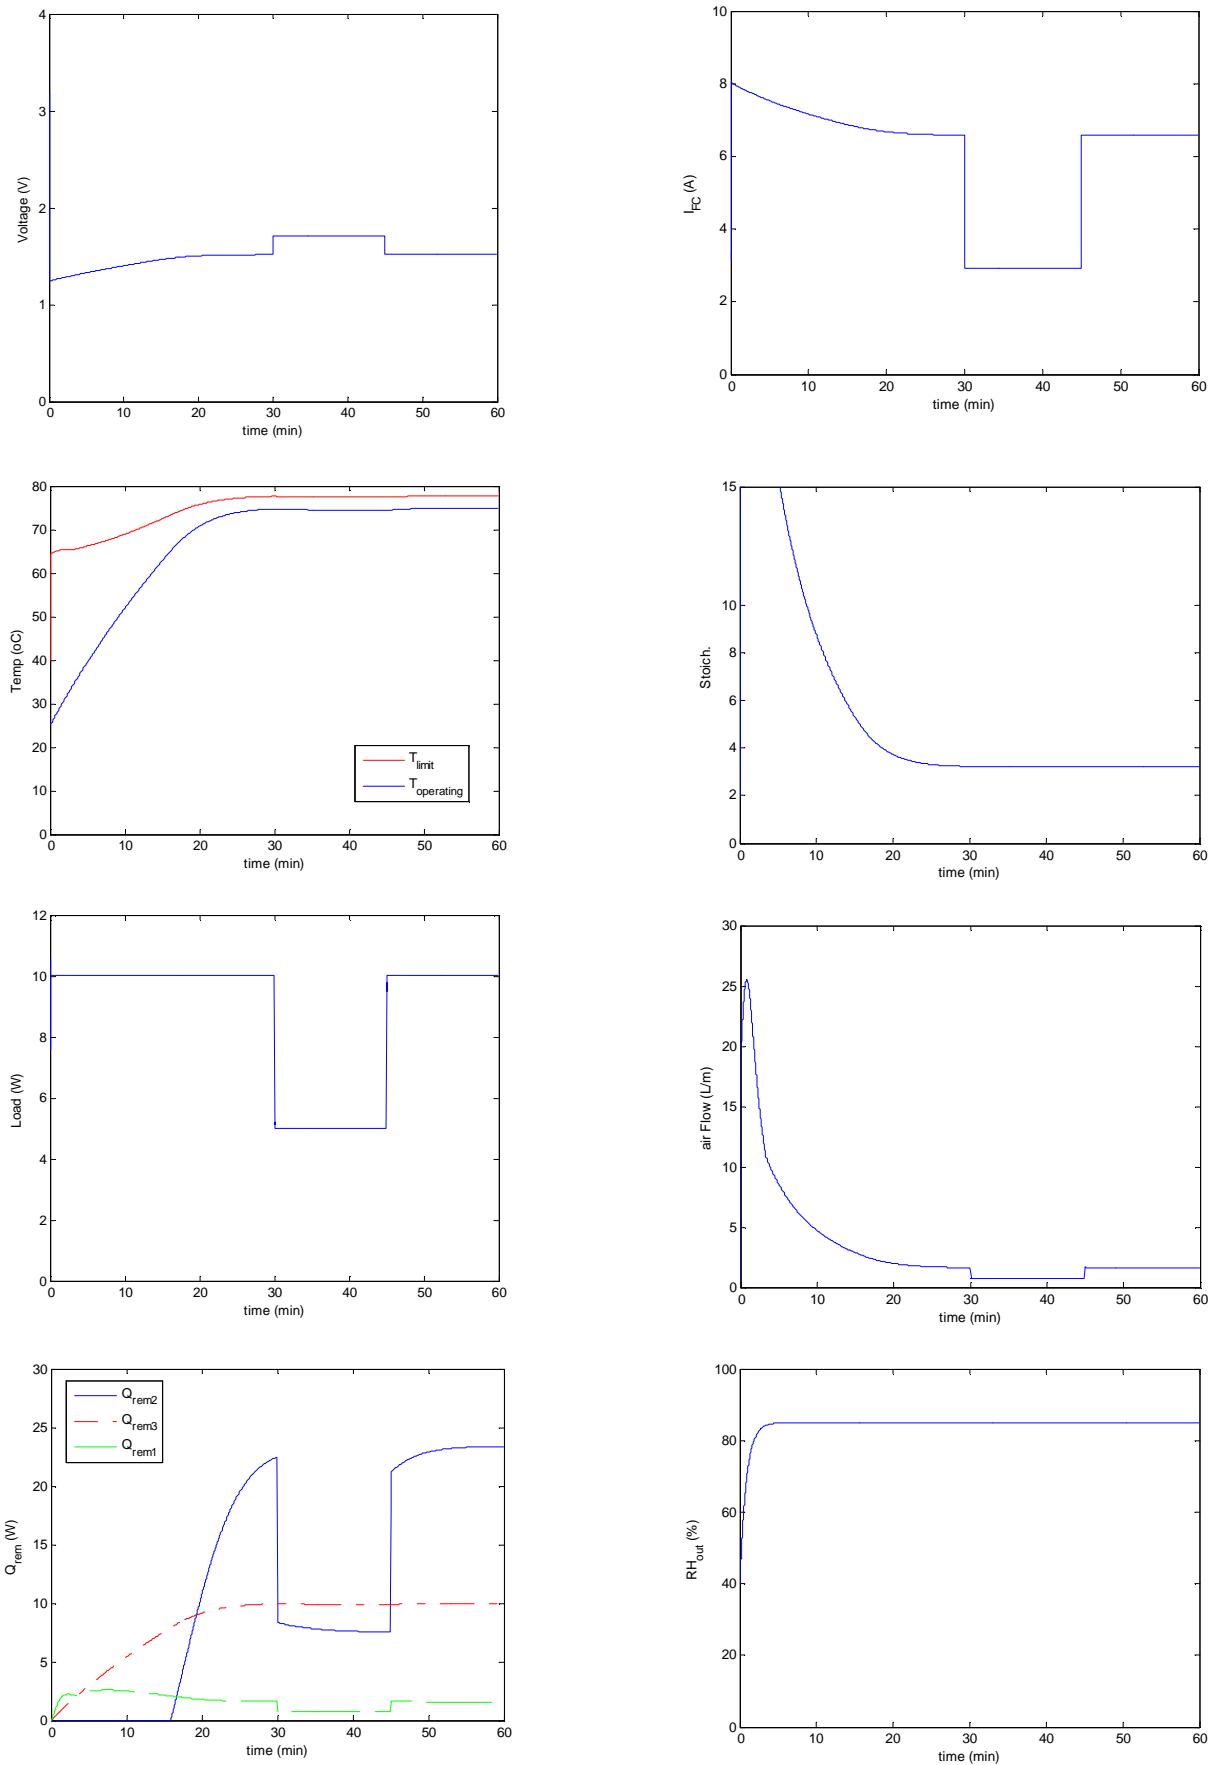 4
3
2
1
0
Voltage (V)
0 10 20 30 40 50 60
time (min)
10
8
6
4
2
0
I_FC (A)
0 10 20 30 40 50 60
time (min)
80
70
60
50
40
30
20
10
0
Temp (oC)
T_limit
T_operating
0 10 20 30 40 50 60
time (min)
15
10
8
6
4
2
0
Stoich.
0 10 20 30 40 50 60
time (min)
12
10
8
6
4
2
0
Load (W)
0 10 20 30 40 50 60
time (min)
30
25
20
15
10
5
0
air Flow (L/m)
0 10 20 30 40 50 60
time (min)
30
25
20
15
10
5
0
Q_rem (W)
Q_rem2
Q_rem3
Q_rem1
0 10 20 30 40 50 60
time (min)
100
80
60
40
20
0
RH_out (%)
0 10 20 30 40 50 60
time (min)